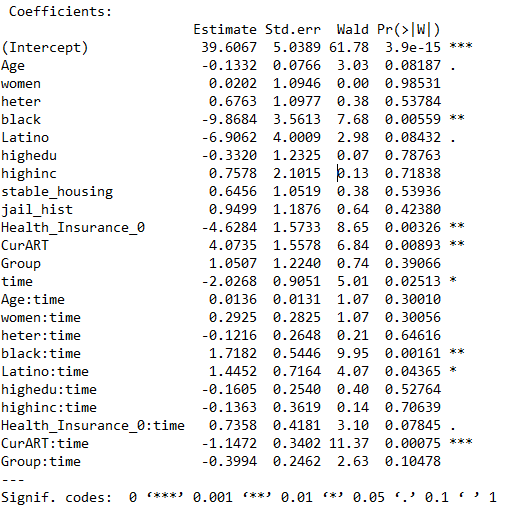 Coefficients:
Estimate Std.err Wald Pr(>|W|)
(Intercept) 39.6067 5.0389 61.78 3.9e-15 ***
Age -0.1332 0.0766 3.03 0.08187 .
women 0.0202 1.0946 0.00 0.98531
heter 0.6763 1.0977 0.38 0.53784
black -9.8684 3.5613 7.68 0.00559 **
Latino -6.9062 4.0009 2.98 0.08432 .
highedu -0.3320 1.2325 0.07 0.78763
highinc 0.7578 2.1015 0.13 0.71838
stable_housing 0.6456 1.0519 0.38 0.53936
jail_hist 0.9499 1.1876 0.64 0.42380
Health_Insurance_0 -4.6284 1.5733 8.65 0.00326 **
CurART 4.0735 1.5578 6.84 0.00893 **
Group 1.0507 1.2240 0.74 0.39066
time -2.0268 0.9051 5.01 0.02513 *
Age:time 0.0136 0.0131 1.07 0.30010
women:time 0.2925 0.2825 1.07 0.30056
heter:time -0.1216 0.2648 0.21 0.64616
black:time 1.7182 0.5446 9.95 0.00161 **
Latino:time 1.4452 0.7164 4.07 0.04365 *
highedu:time -0.1605 0.2540 0.40 0.52764
highinc:time -0.1363 0.3619 0.14 0.70639
Health_Insurance_0:time 0.7358 0.4181 3.10 0.07845 .
CurART:time -1.1472 0.3402 11.37 0.00075 ***
Group:time -0.3994 0.2462 2.63 0.10478
---
Signif. codes: 0 ‘***’ 0.001 ‘**’ 0.01 ‘*’ 0.05 ‘.’ 0.1 ‘ ’ 1